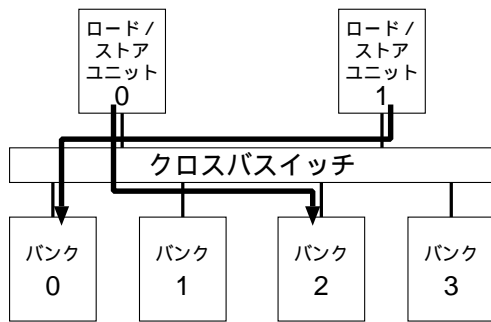 ロード /
ストア
ユニット
0
ロード /
ストア
ユニット
1
クロスバスイッチ
バンク
0
バンク
1
バンク
2
バンク
3